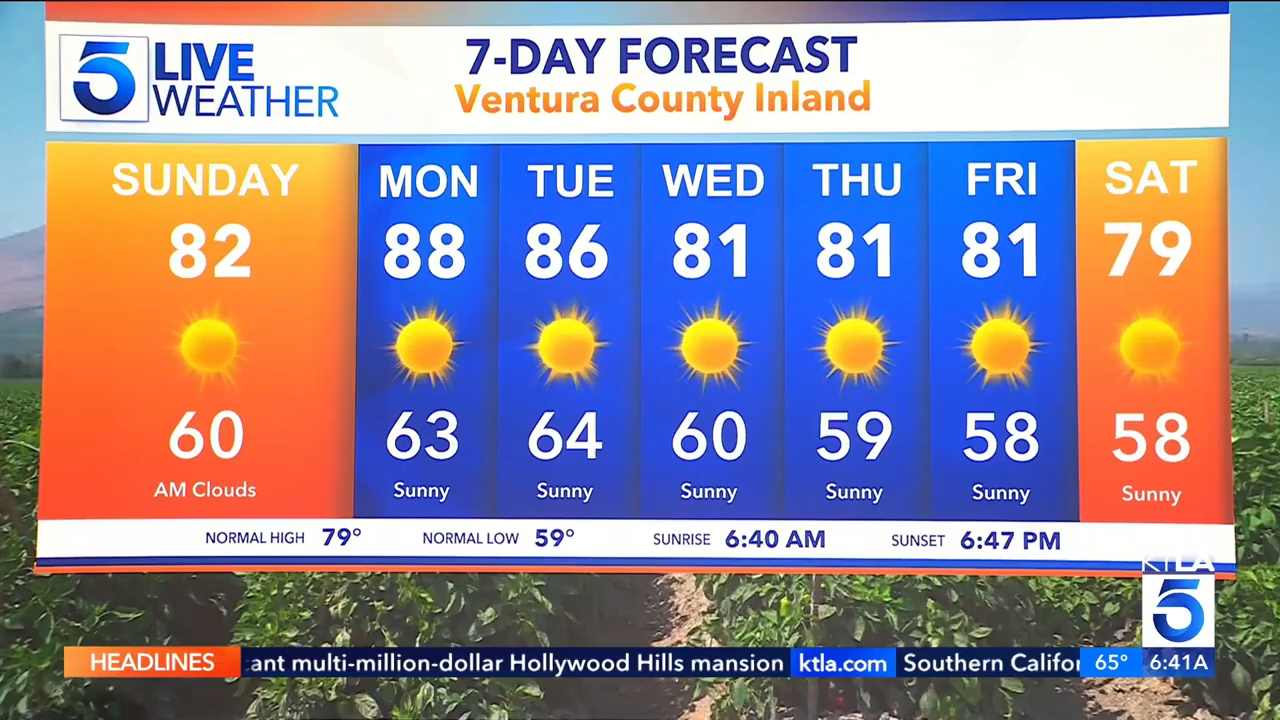 5 LIVE WEATHER
7-DAY FORECAST
Ventura County Inland
SUNDAY MON TUE WED THU FRI SAT
82 88 86 81 81 81 79
60 63 64 60 59 58 58
AM Clouds Sunny Sunny Sunny Sunny Sunny Sunny
NORMAL HIGH 79° NORMAL LOW 59° SUNRISE 6:40 AM SUNSET 6:47 PM
KTLA
5
HEADLINES ant multi-million-dollar Hollywood Hills mansion ktla.com Southern Califor 65° 6:41A